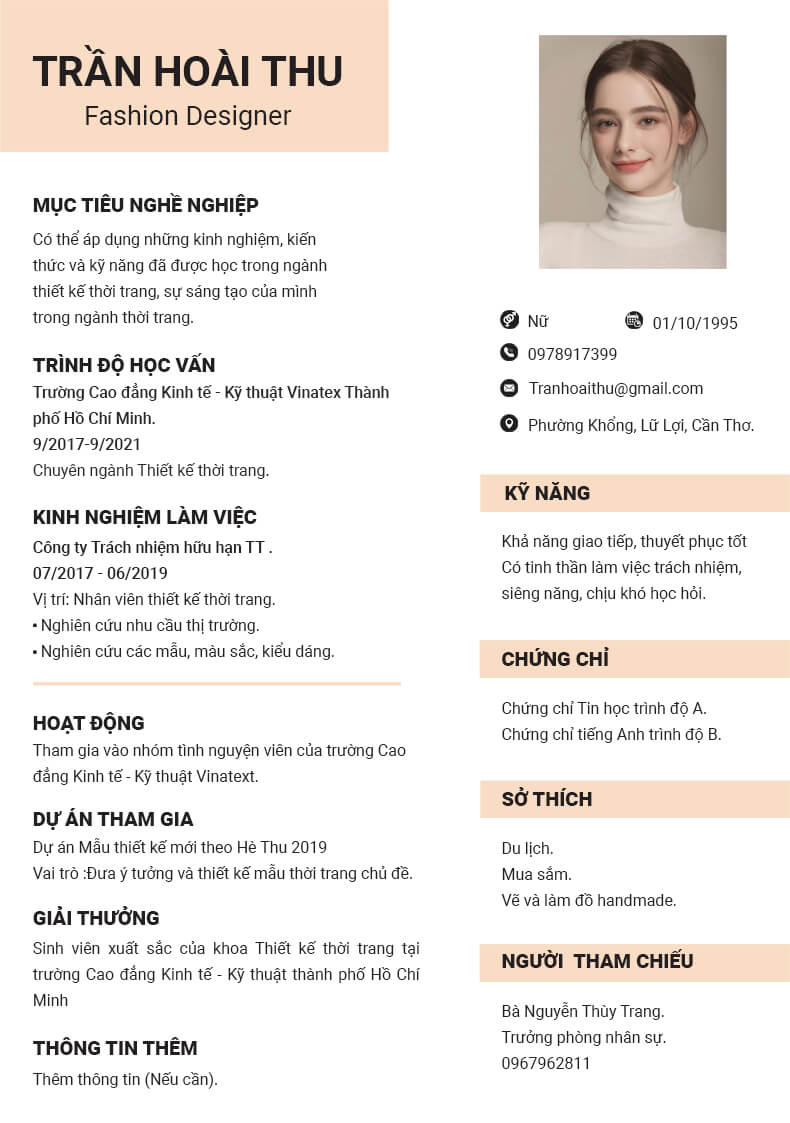 TRẦN HOÀI THU
Fashion Designer
MỤC TIÊU NGHỀ NGHIỆP
Có thể áp dụng những kinh nghiệm, kiến
thức và kỹ năng đã được học trong ngành
thiết kế thời trang, sự sáng tạo của mình
trong ngành thời trang.
TRÌNH ĐỘ HỌC VẤN
Trường Cao đẳng Kinh tế - Kỹ thuật Vinatex Thành
phố Hồ Chí Minh.
9/2017-9/2021
Chuyên ngành Thiết kế thời trang.
KINH NGHIỆM LÀM VIỆC
Công ty Trách nhiệm hữu hạn TT .
07/2017 - 06/2019
Vị trí: Nhân viên thiết kế thời trang.
• Nghiên cứu nhu cầu thị trường.
• Nghiên cứu các mẫu, màu sắc, kiểu dáng.
HOẠT ĐỘNG
Tham gia vào nhóm tình nguyện viên của trường Cao
đẳng Kinh tế - Kỹ thuật Vinatext.
DỰ ÁN THAM GIA
Dự án Mẫu thiết kế mới theo Hè Thu 2019
Vai trò :Đưa ý tưởng và thiết kế mẫu thời trang chủ đề.
GIẢI THƯỞNG
Sinh viên xuất sắc của khoa Thiết kế thời trang tại
trường Cao đẳng Kinh tế - Kỹ thuật thành phố Hồ Chí
Minh
THÔNG TIN THÊM
Thêm thông tin (Nếu cần).
Nữ
01/10/1995
0978917399
Tranhoaithu@gmail.com
Phường Khổng, Lữ Lợi, Cần Thơ.
KỸ NĂNG
Khả năng giao tiếp, thuyết phục tốt
Có tinh thần làm việc trách nhiệm,
siêng năng, chịu khó học hỏi.
CHỨNG CHỈ
Chứng chỉ Tin học trình độ A.
Chứng chỉ tiếng Anh trình độ B.
SỞ THÍCH
Du lịch.
Mua sắm.
Vẽ và làm đồ handmade.
NGƯỜI THAM CHIẾU
Bà Nguyễn Thùy Trang.
Trưởng phòng nhân sự.
0967962811